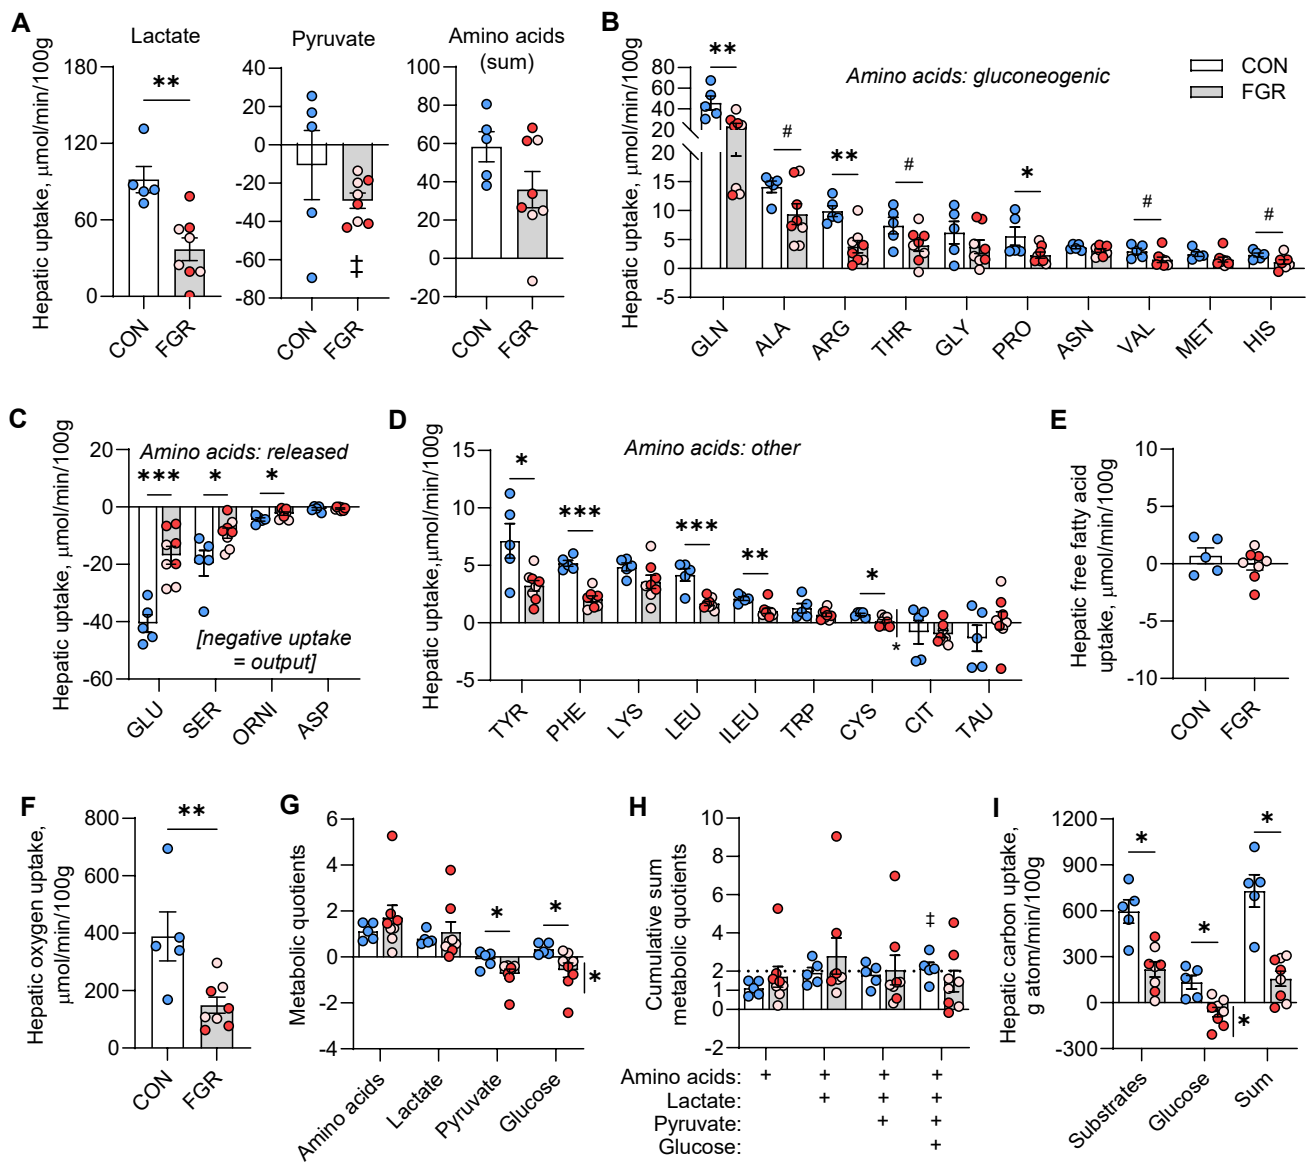 A
Lactate
Pyruvate
Amino acids
(sum)
Hepatic uptake, μmol/min/100g
180
120
60
0
**
CON
FGR
40
20
0
-20
-40
-60
-80
‡
CON
FGR
100
80
60
40
20
0
-20
CON
FGR
B
Hepatic uptake, μmol/min/100g
Amino acids: gluconeogenic
CON
FGR
80
60
40
20
20
15
10
5
0
-5
**
#
**
#
*
#
#
GLN
ALA
ARG
THR
GLY
PRO
ASN
VAL
MET
HIS
C
Hepatic uptake, μmol/min/100g
Amino acids: released
20
0
-20
-40
-60
***
*
*
[negative uptake
= output]
GLU
SER
ORNI
ASP
D
Hepatic uptake,μmol/min/100g
Amino acids: other
15
10
5
0
-5
*
***
***
**
*
*
TYR
PHE
LYS
LEU
ILEU
TRP
CYS
CIT
TAU
E
Hepatic free fatty acid
uptake, μmol/min/100g
10
5
0
-5
-10
CON
FGR
F
Hepatic oxygen uptake,
μmol/min/100g
800
600
400
200
0
**
CON
FGR
G
Metabolic quotients
6
4
2
0
-2
-4
*
*
*
Amino acids
Lactate
Pyruvate
Glucose
H
Cumulative sum
metabolic quotients
10
8
6
4
2
0
-2
‡
Amino acids: + + + +
Lactate: + + +
Pyruvate: + +
Glucose: +
I
Hepatic carbon uptake,
g atom/min/100g
1200
900
600
300
0
-300
*
*
*
*
Substrates
Glucose
Sum